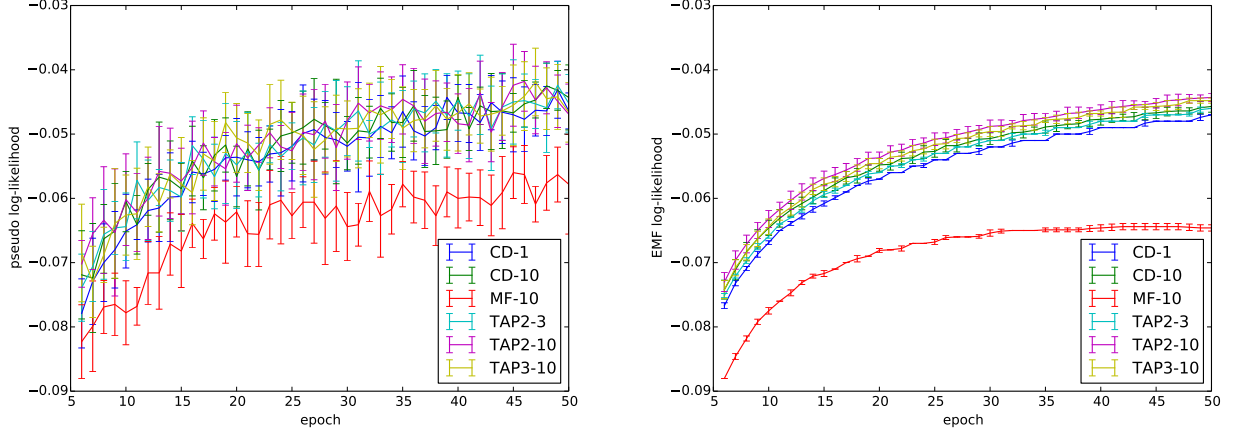 −0.03
−0.04
−0.05
−0.06
−0.07
−0.08
−0.09
pseudo log-likelihood
5 10 15 20 25 30 35 40 45 50
epoch
CD-1
CD-10
MF-10
TAP2-3
TAP2-10
TAP3-10
−0.03
−0.04
−0.05
−0.06
−0.07
−0.08
−0.09
EMF log-likelihood
5 10 15 20 25 30 35 40 45 50
epoch
CD-1
CD-10
MF-10
TAP2-3
TAP2-10
TAP3-10